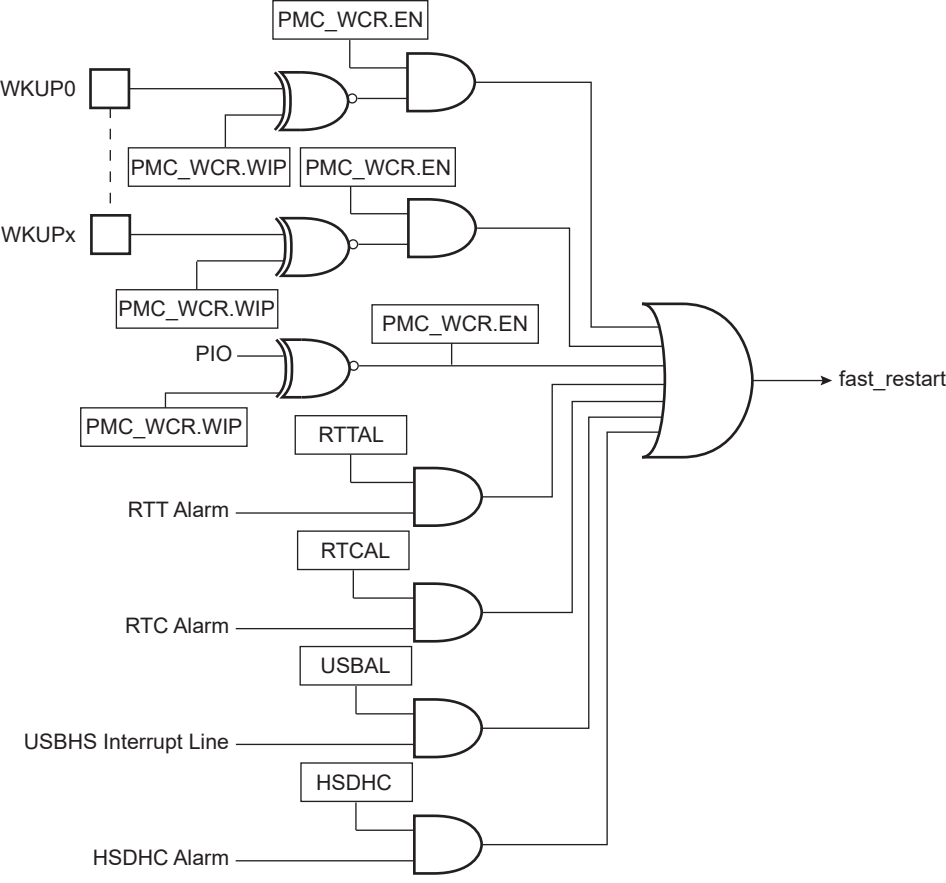 PMC_WCR.EN
WKUP0
PMC_WCR.WIP
PMC_WCR.EN
WKUPx
PMC_WCR.WIP
PMC_WCR.EN
PIO
fast_restart
PMC_WCR.WIP
RTTAL
RTT Alarm
RTCAL
RTC Alarm
USBAL
USBHS Interrupt Line
HSDHC
HSDHC Alarm